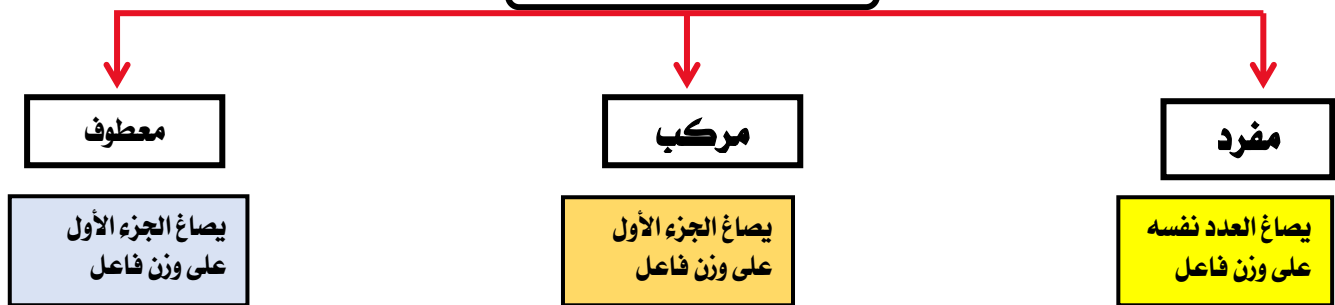 مفرد
مركب
معطوف
يصاغ العدد نفسه
على وزن فاعل
يصاغ الجزء الأول
على وزن فاعل
يصاغ الجزء الأول
على وزن فاعل